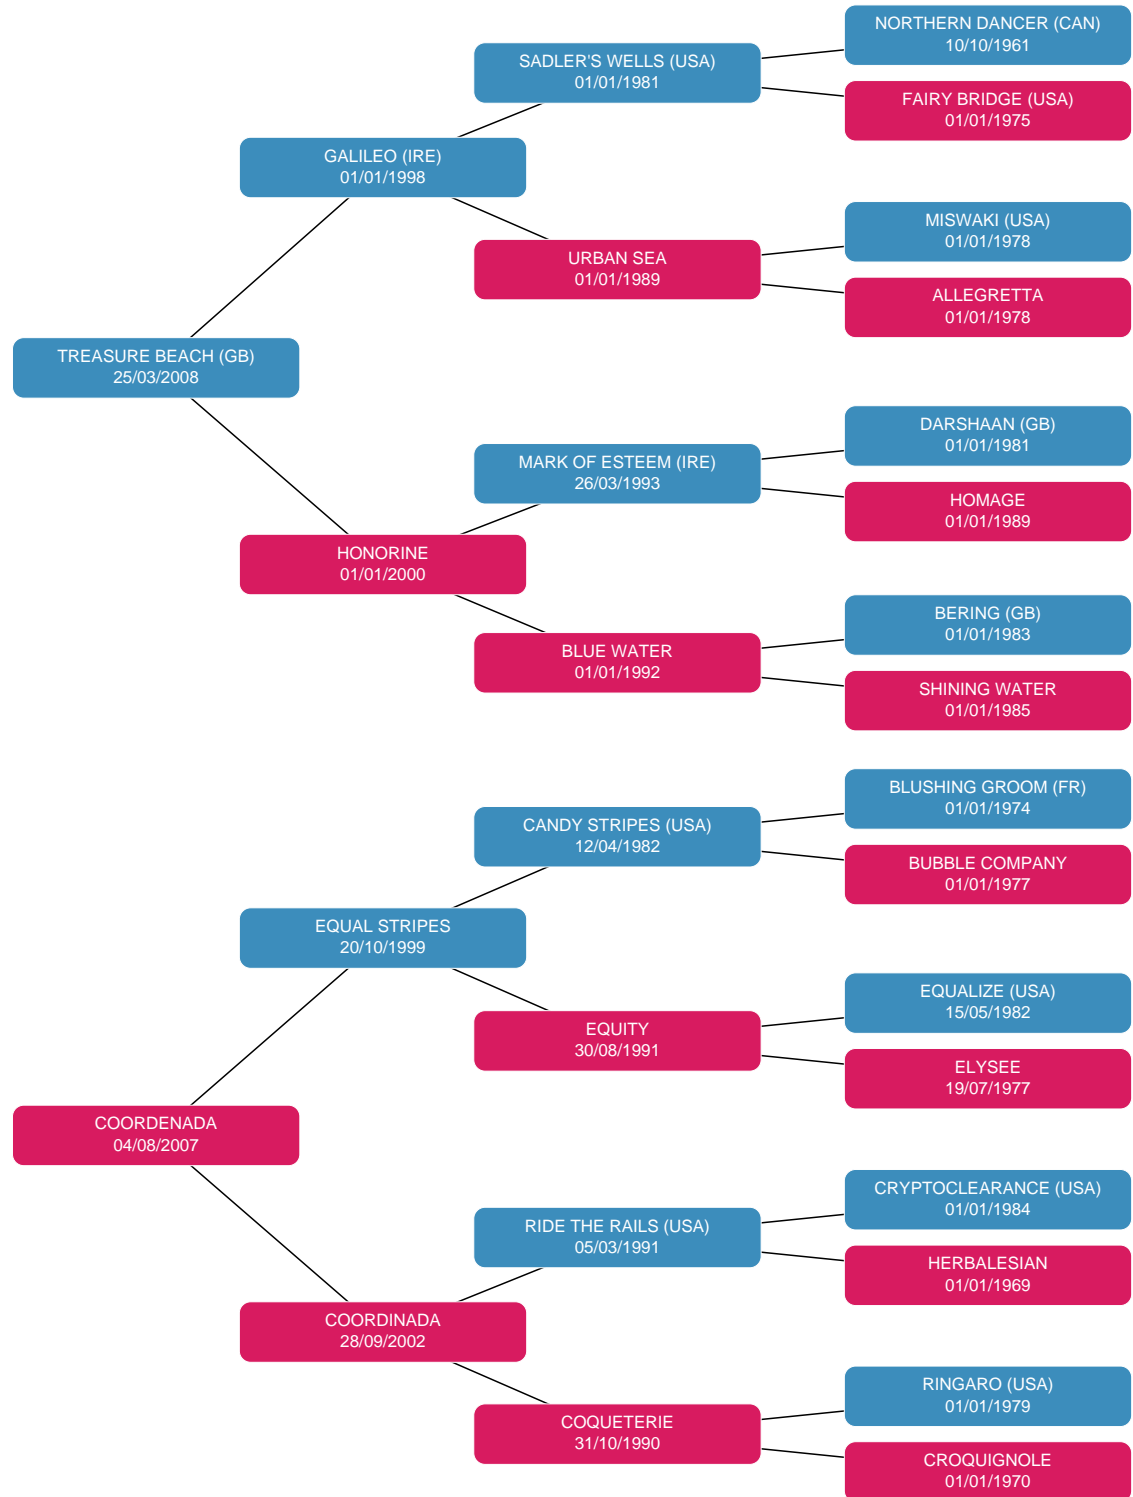 NORTHERN DANCER (CAN)
10/10/1961
SADLER'S WELLS (USA)
01/01/1981
FAIRY BRIDGE (USA)
01/01/1975
GALILEO (IRE)
01/01/1998
MISWAKI (USA)
01/01/1978
URBAN SEA
01/01/1989
ALLEGRETTA
01/01/1978
TREASURE BEACH (GB)
25/03/2008
DARSHAAN (GB)
01/01/1981
MARK OF ESTEEM (IRE)
26/03/1993
HOMAGE
01/01/1989
HONORINE
01/01/2000
BERING (GB)
01/01/1983
BLUE WATER
01/01/1992
SHINING WATER
01/01/1985
BLUSHING GROOM (FR)
01/01/1974
CANDY STRIPES (USA)
12/04/1982
BUBBLE COMPANY
01/01/1977
EQUAL STRIPES
20/10/1999
EQUALIZE (USA)
15/05/1982
EQUITY
30/08/1991
ELYSEE
19/07/1977
COORDENADA
04/08/2007
CRYPTOCLEARANCE (USA)
01/01/1984
RIDE THE RAILS (USA)
05/03/1991
HERBALESIAN
01/01/1969
COORDINADA
28/09/2002
RINGARO (USA)
01/01/1979
COQUETERIE
31/10/1990
CROQUIGNOLE
01/01/1970